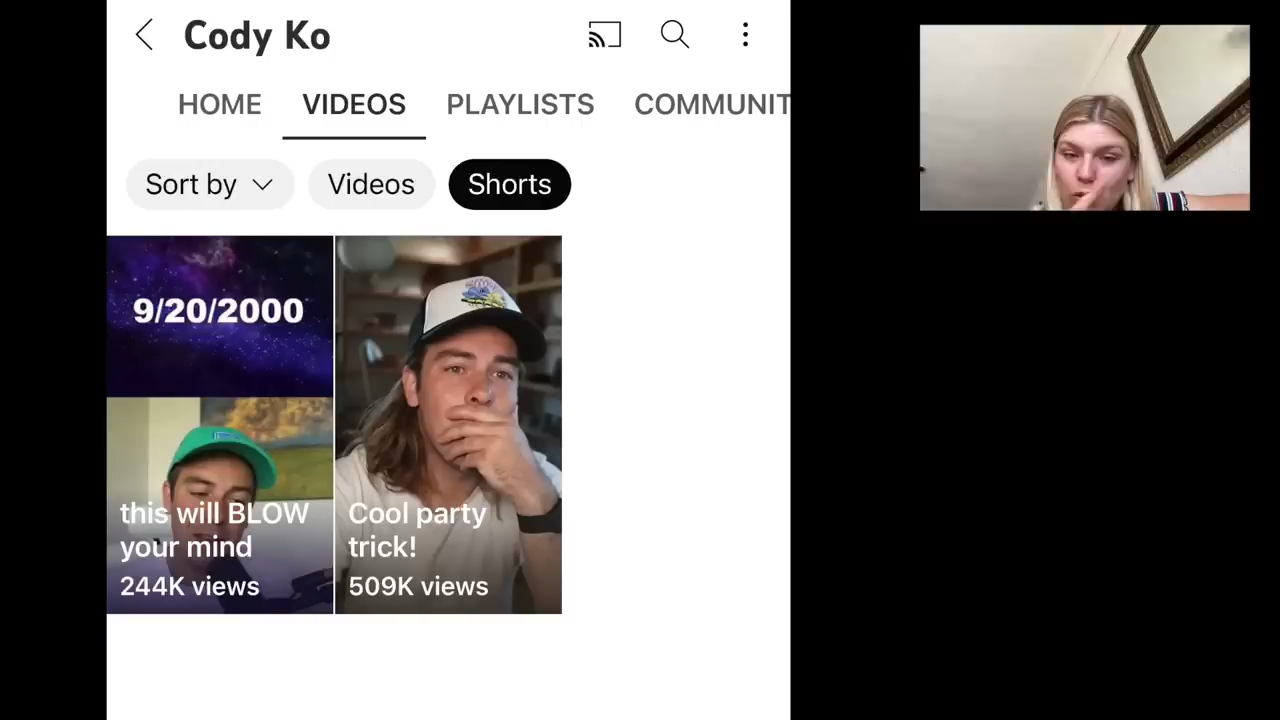 Cody Ko
HOME VIDEOS PLAYLISTS COMMUNIT
Sort by Videos Shorts
9/20/2000
this will BLOW
your mind
244K views
Cool party
trick!
509K views